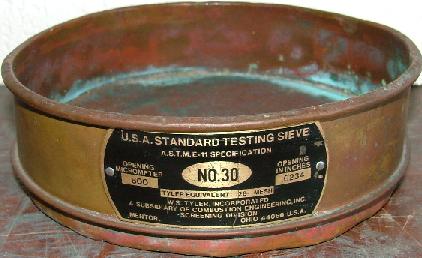 U.S.A. STANDARD TESTING SIEVE
A.S.T.M. E-11 SPECIFICATION
OPENING
MICROMETER
600
NO. 30
OPENING
IN INCHES
.0234
TYLER EQUIVALENT 28 MESH
W.S. TYLER, INCORPORATED
A SUBSIDIARY OF COMBUSTION ENGINEERING, INC.
SCREENING DIVISION
MENTOR, OHIO 44060 U.S.A.